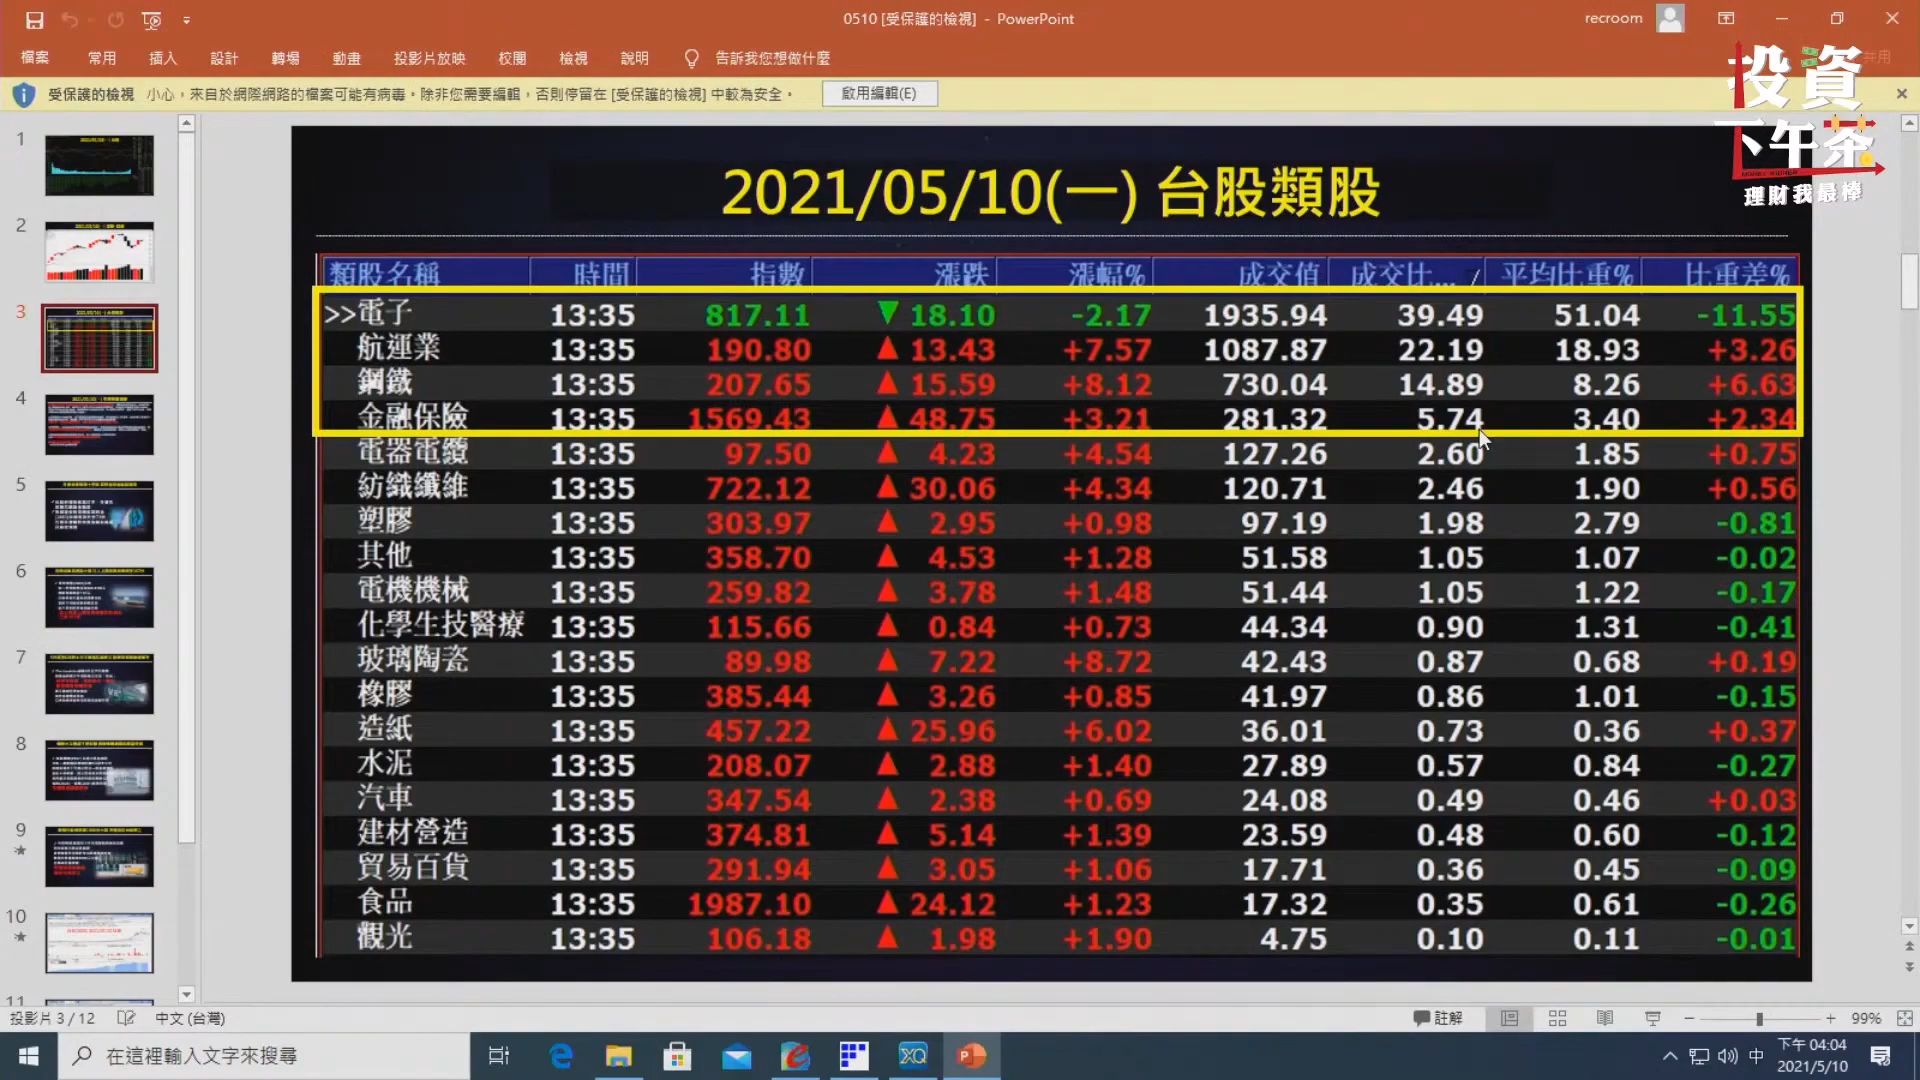 0510 [受保護的檢視] - PowerPoint
recroom
檔案 常用 插入 設計 轉場 動畫 投影片放映 校閱 檢視 說明 告訴我您想做什麼
共用
受保護的檢視 小心，來自於網際網路的檔案可能有病毒。除非您需要編輯，否則停留在 [受保護的檢視] 中較為安全。 啟用編輯(E)
投資
下午茶
理財我最棒
1
2
3
4
5
6
7
8
9
10
11
2021/05/10(一) 台股類股
類股名稱 時間 指數 漲跌 漲幅% 成交值 成交比... 平均比重% 比重差%
>>電子 13:35 817.11 ▼ 18.10 -2.17 1935.94 39.49 51.04 -11.55
航運業 13:35 190.80 ▲ 13.43 +7.57 1087.87 22.19 18.93 +3.26
鋼鐵 13:35 207.65 ▲ 15.59 +8.12 730.04 14.89 8.26 +6.63
金融保險 13:35 1569.43 ▲ 48.75 +3.21 281.32 5.74 3.40 +2.34
電器電纜 13:35 97.50 ▲ 4.23 +4.54 127.26 2.60 1.85 +0.75
紡織纖維 13:35 722.12 ▲ 30.06 +4.34 120.71 2.46 1.90 +0.56
塑膠 13:35 303.97 ▲ 2.95 +0.98 97.19 1.98 2.79 -0.81
其他 13:35 358.70 ▲ 4.53 +1.28 51.58 1.05 1.07 -0.02
電機機械 13:35 259.82 ▲ 3.78 +1.48 51.44 1.05 1.22 -0.17
化學生技醫療 13:35 115.66 ▲ 0.84 +0.73 44.34 0.90 1.31 -0.41
玻璃陶瓷 13:35 89.98 ▲ 7.22 +8.72 42.43 0.87 0.68 +0.19
橡膠 13:35 385.44 ▲ 3.26 +0.85 41.97 0.86 1.01 -0.15
造紙 13:35 457.22 ▲ 25.96 +6.02 36.01 0.73 0.36 +0.37
水泥 13:35 208.07 ▲ 2.88 +1.40 27.89 0.57 0.84 -0.27
汽車 13:35 347.54 ▲ 2.38 +0.69 24.08 0.49 0.46 +0.03
建材營造 13:35 374.81 ▲ 5.14 +1.39 23.59 0.48 0.60 -0.12
貿易百貨 13:35 291.94 ▲ 3.05 +1.06 17.71 0.36 0.45 -0.09
食品 13:35 1987.10 ▲ 24.12 +1.23 17.32 0.35 0.61 -0.26
觀光 13:35 106.18 ▲ 1.98 +1.90 4.75 0.10 0.11 -0.01
投影片 3 / 12 中文 (台灣) 註解 99%
在這裡輸入文字來搜尋
XQ
中
下午 04:04
2021/5/10